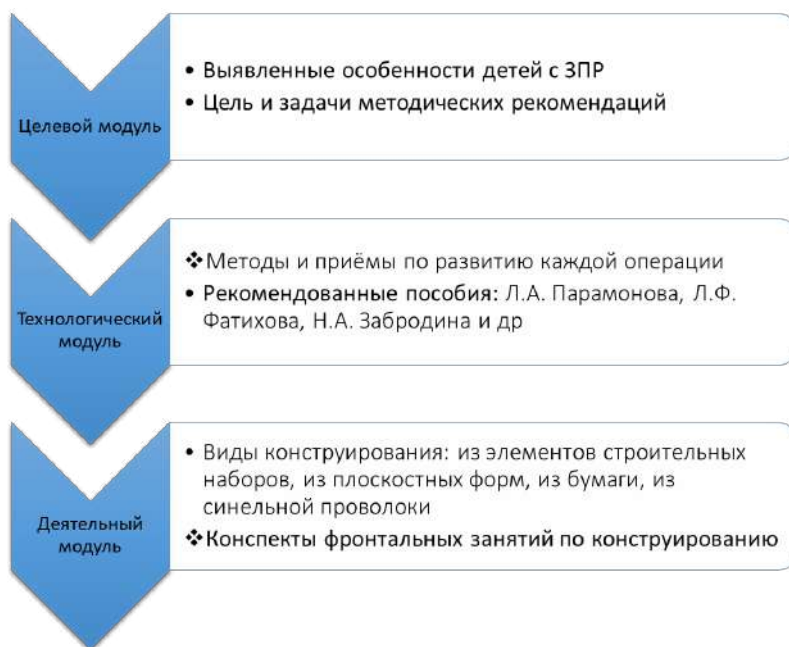 Целевой модуль
• Выявленные особенности детей с ЗПР
• Цель и задачи методических рекомендаций
Технологический
модуль
❖Методы и приёмы по развитию каждой операции
• Рекомендованные пособия: Л.А. Парамонова, Л.Ф.
Фатихова, Н.А. Забродина и др
Деятельный
модуль
• Виды конструирования: из элементов строительных
наборов, из плоскостных форм, из бумаги, из
синельной проволоки
❖Конспекты фронтальных занятий по конструированию